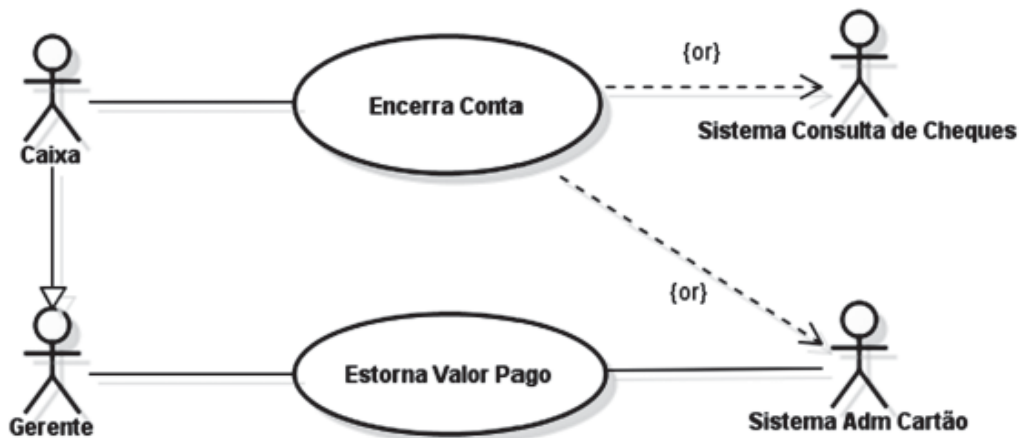 {or}
Encerra Conta
Sistema Consulta de Cheques
Caixa
{or}
Estorna Valor Pago
Sistema Adm Cartão
Gerente